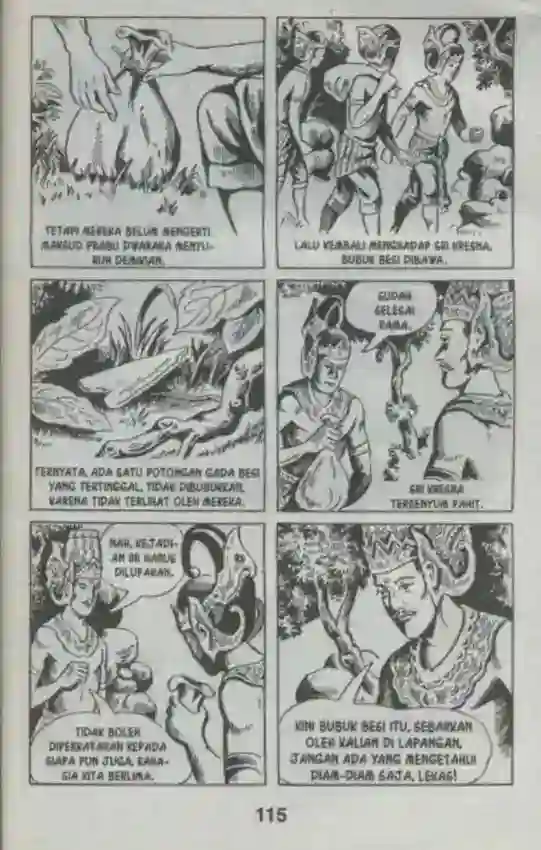 TETAPI MEREKA BELUM MENGERTI
MAKSUD PRABU DWARAKA MENYU-
RUH DEMIKIAN.
LALU KEMBALI MENGHADAP SRI KRESNA,
BUBUK BESI DIBAWA.
TERNYATA, ADA SATU POTONGAN GADA BESI
YANG TERTINGGAL, TIDAK DIBUBUKKAN,
KARENA TIDAK TERLIHAT OLEH MEREKA.
SUDAH
SELESAI
RAMA.
SRI KRESNA
TERSENYUM PAHIT.
NAH, KEJADI-
AN INI HARUS
DILUPAKAN.
TIDAK BOLEH
DIPERKATAKAN KEPADA
SIAPA PUN JUGA, RAHA-
SIA KITA BERLIMA.
KINI BUBUK BESI ITU, SEBARKAN
OLEH KALIAN DI LAPANGAN,
JANGAN ADA YANG MENGETAHUI
DIAM-DIAM SAJA, LEKAS!
115